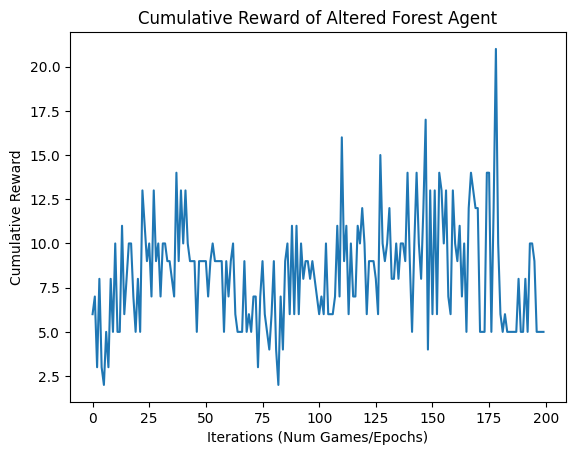 Cumulative Reward of Altered Forest Agent
Cumulative Reward
20.0
17.5
15.0
12.5
10.0
7.5
5.0
2.5
0 25 50 75 100 125 150 175 200
Iterations (Num Games/Epochs)